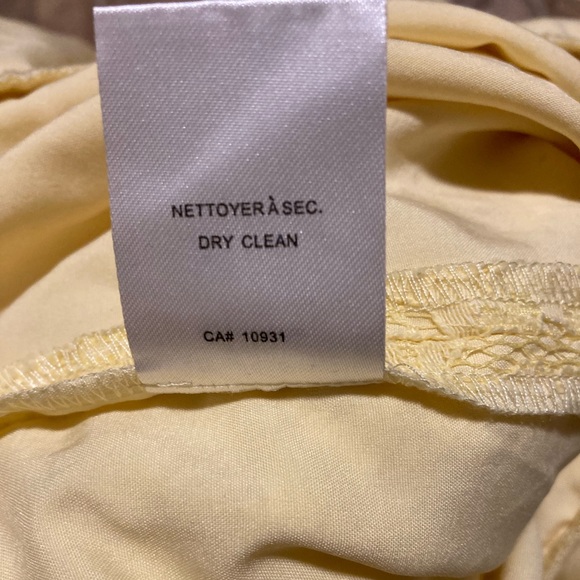 NETTOYER À SEC.
DRY CLEAN
CA# 10931